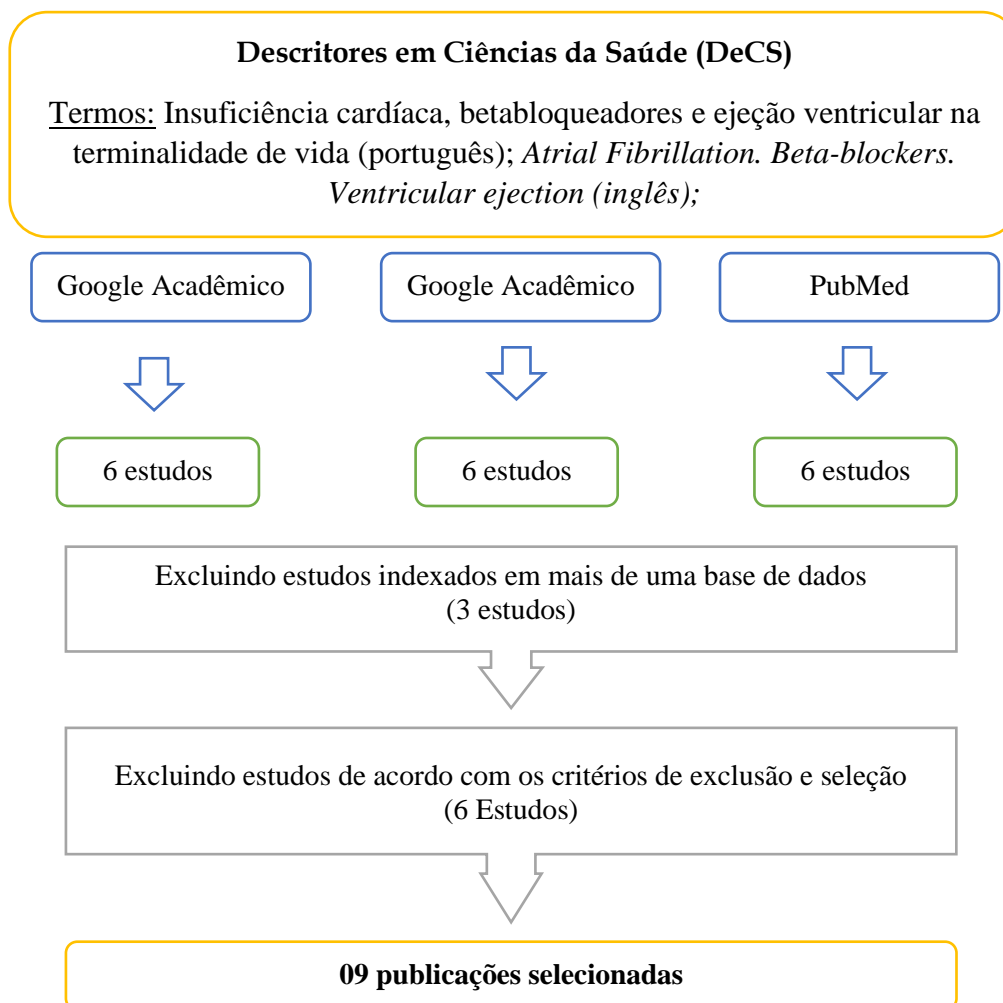 Descritores em Ciências da Saúde (DeCS)
Termos: Insuficiência cardíaca, betabloqueadores e ejeção ventricular na
terminalidade de vida (português); Atrial Fibrillation. Beta-blockers.
Ventricular ejection (inglês);
Google Acadêmico
Google Acadêmico
PubMed
6 estudos
6 estudos
6 estudos
Excluindo estudos indexados em mais de uma base de dados
(3 estudos)
Excluindo estudos de acordo com os critérios de exclusão e seleção
(6 Estudos)
09 publicações selecionadas